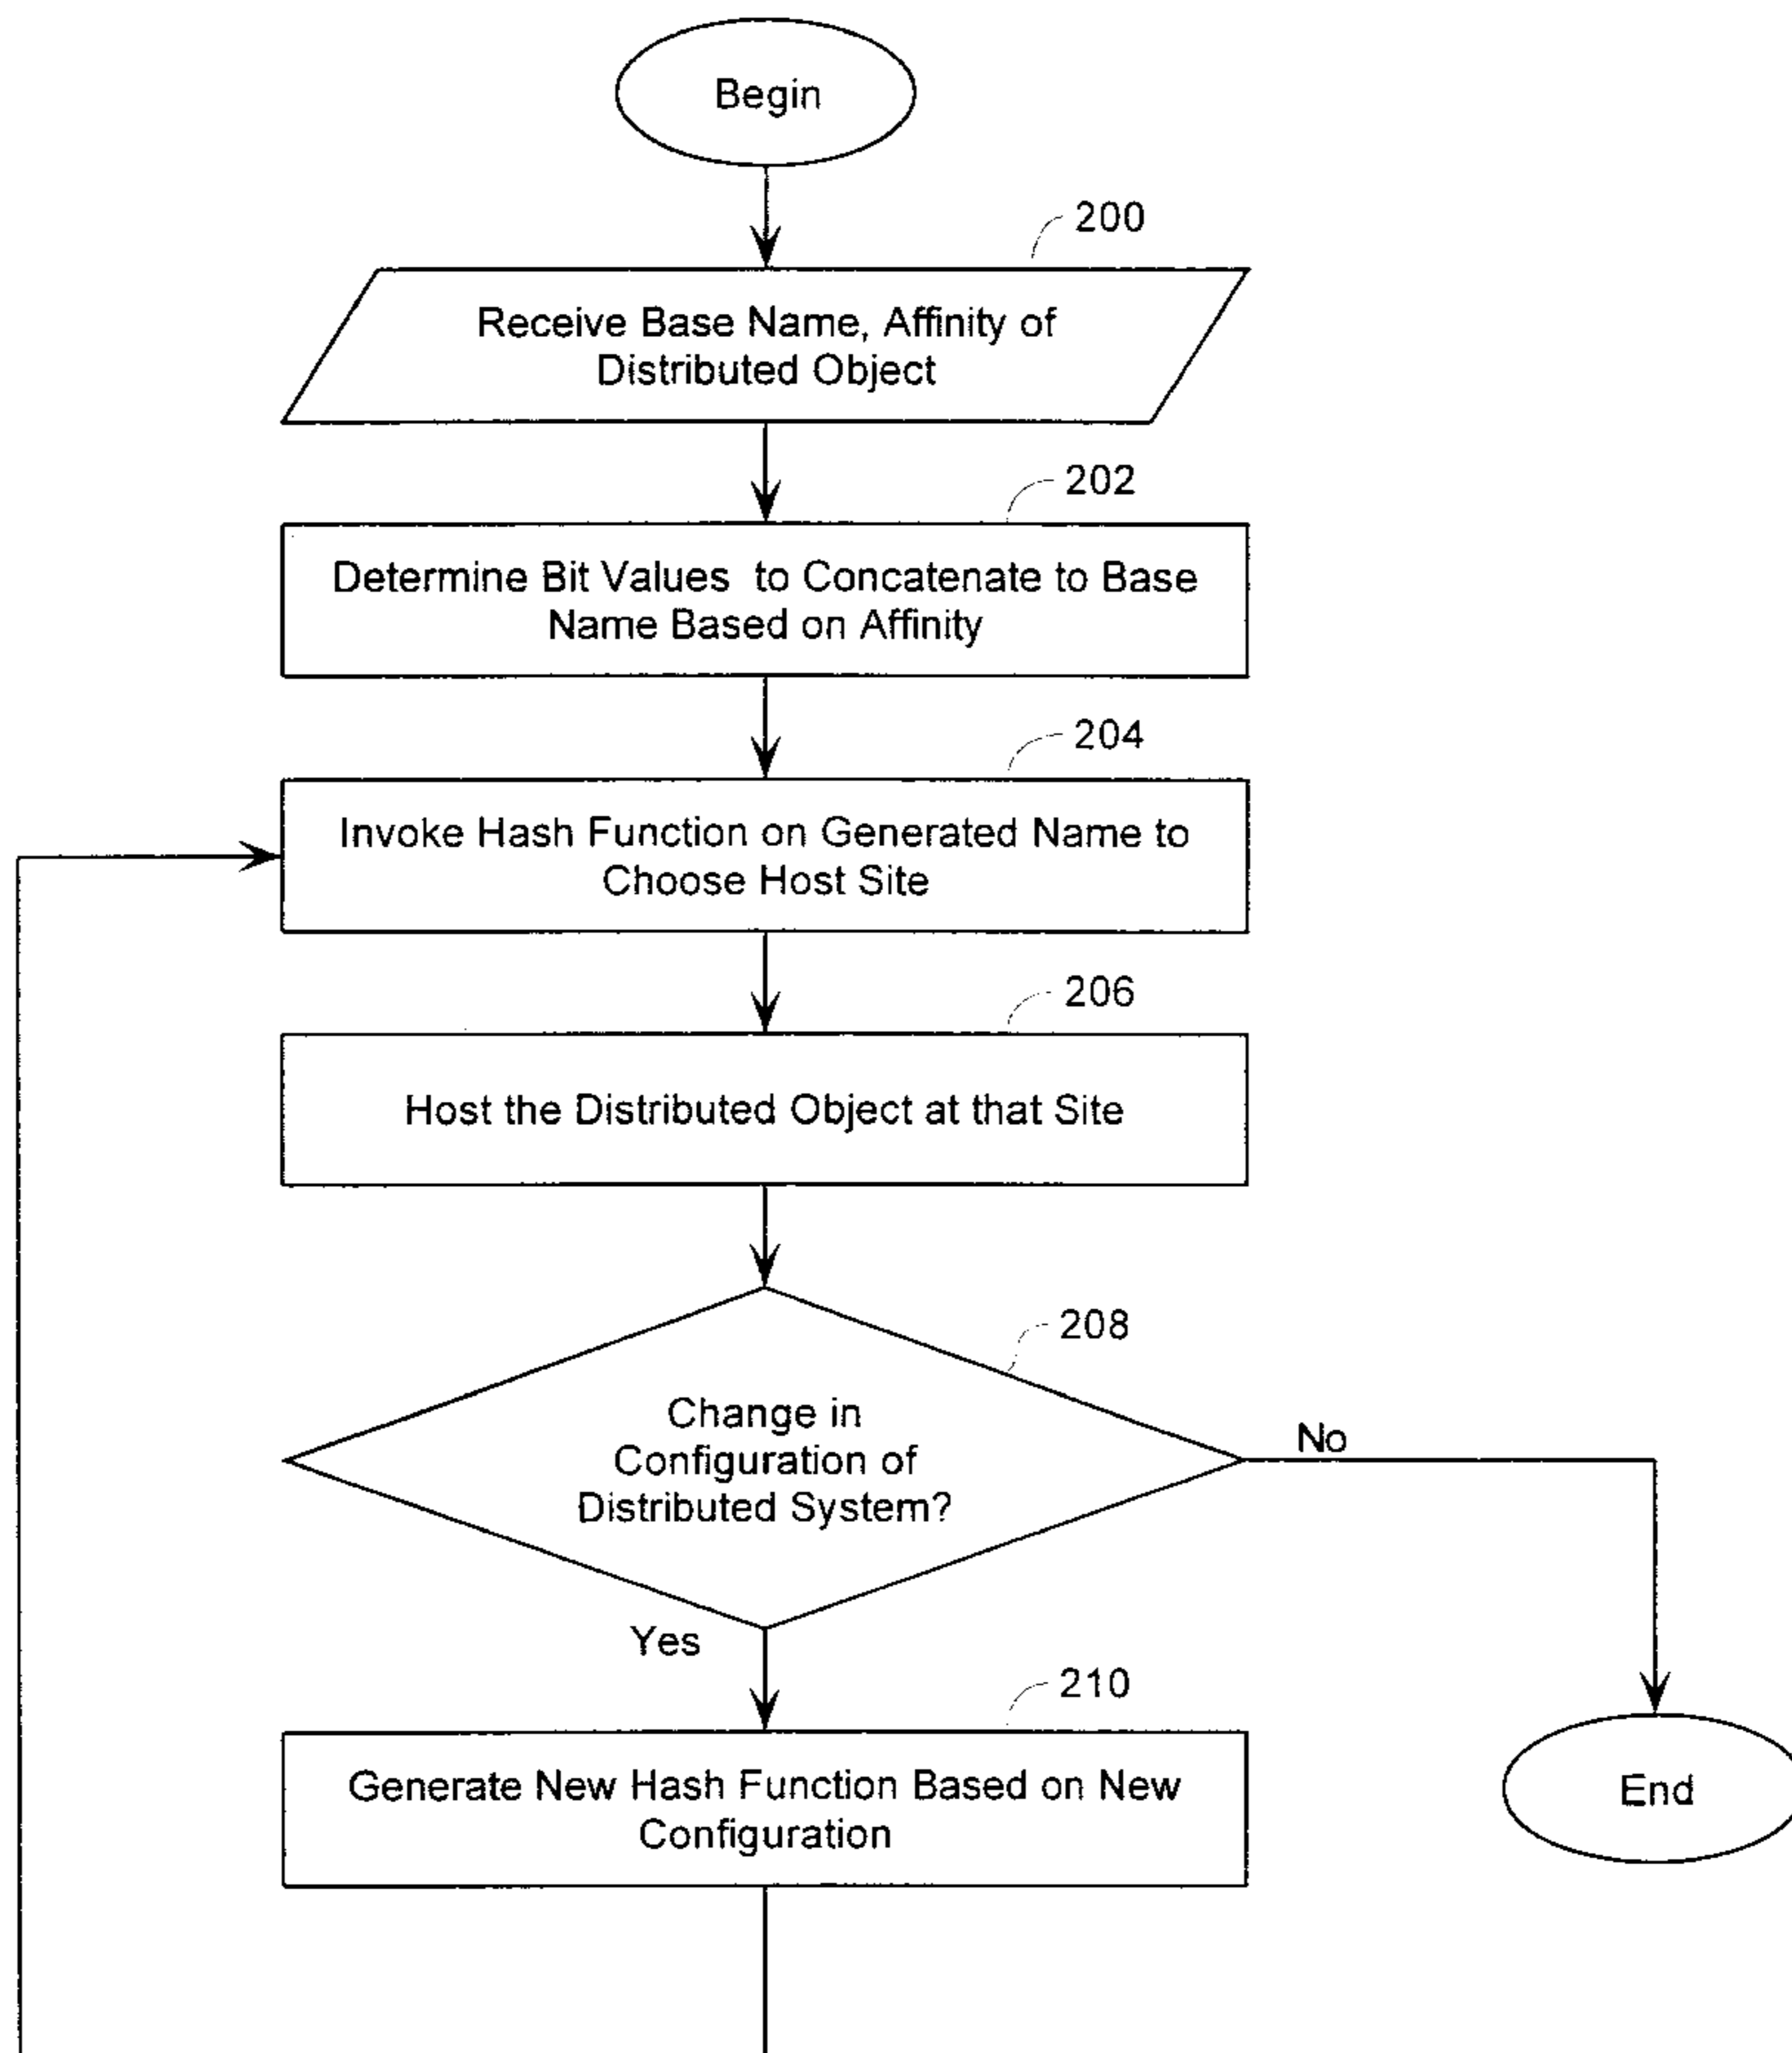 Begin
200
Receive Base Name, Affinity of
Distributed Object
202
Determine Bit Values to Concatenate to Base
Name Based on Affinity
204
Invoke Hash Function on Generated Name to
Choose Host Site
206
Host the Distributed Object at that Site
208
Change in
Configuration of
Distributed System?
No
Yes
210
Generate New Hash Function Based on New
Configuration
End